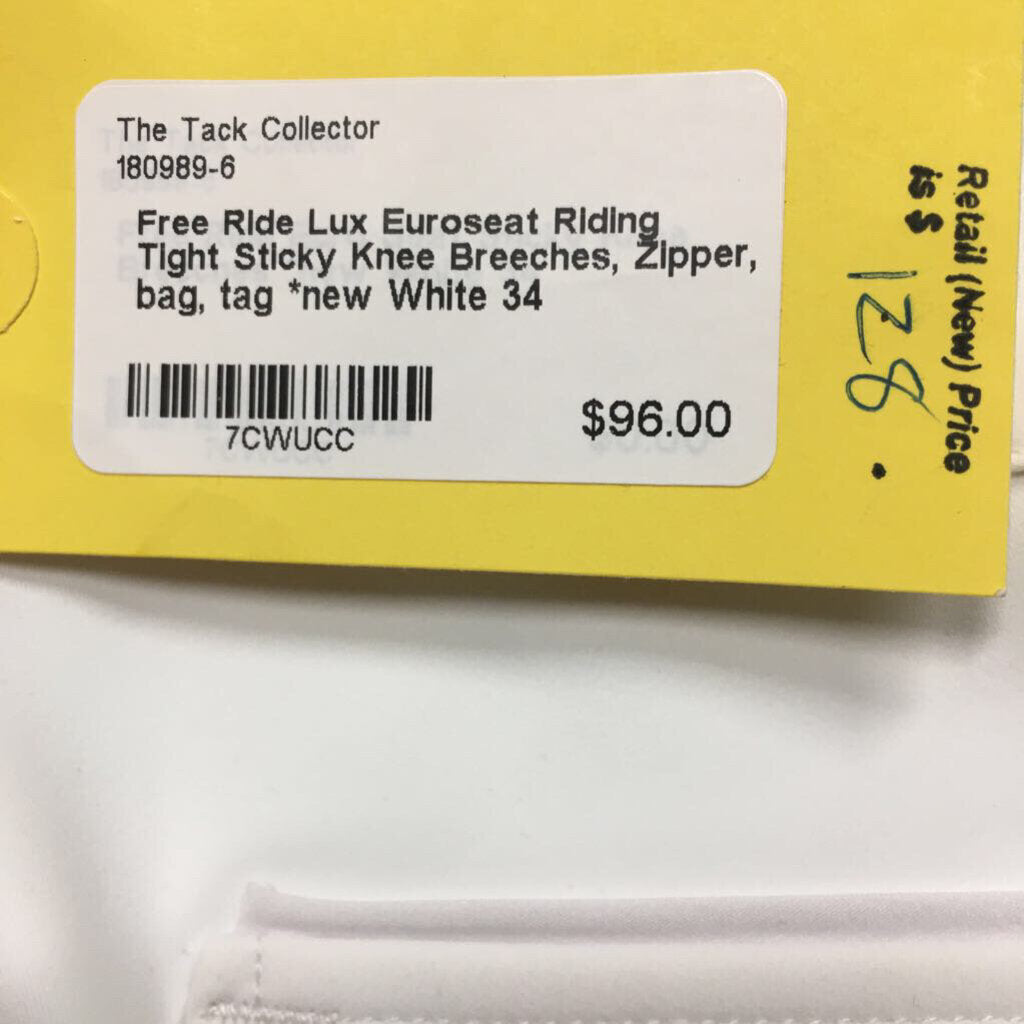 The Tack Collector
180989-6
Free Ride Lux Euroseat Riding
Tight Sticky Knee Breeches, Zipper,
bag, tag *new White 34
7CWUCC
$96.00
Retail (New) Price
is $
128.